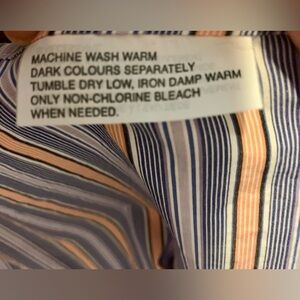 MACHINE WASH WARM
DARK COLOURS SEPARATELY
TUMBLE DRY LOW, IRON DAMP WARM
ONLY NON-CHLORINE BLEACH
WHEN NEEDED.